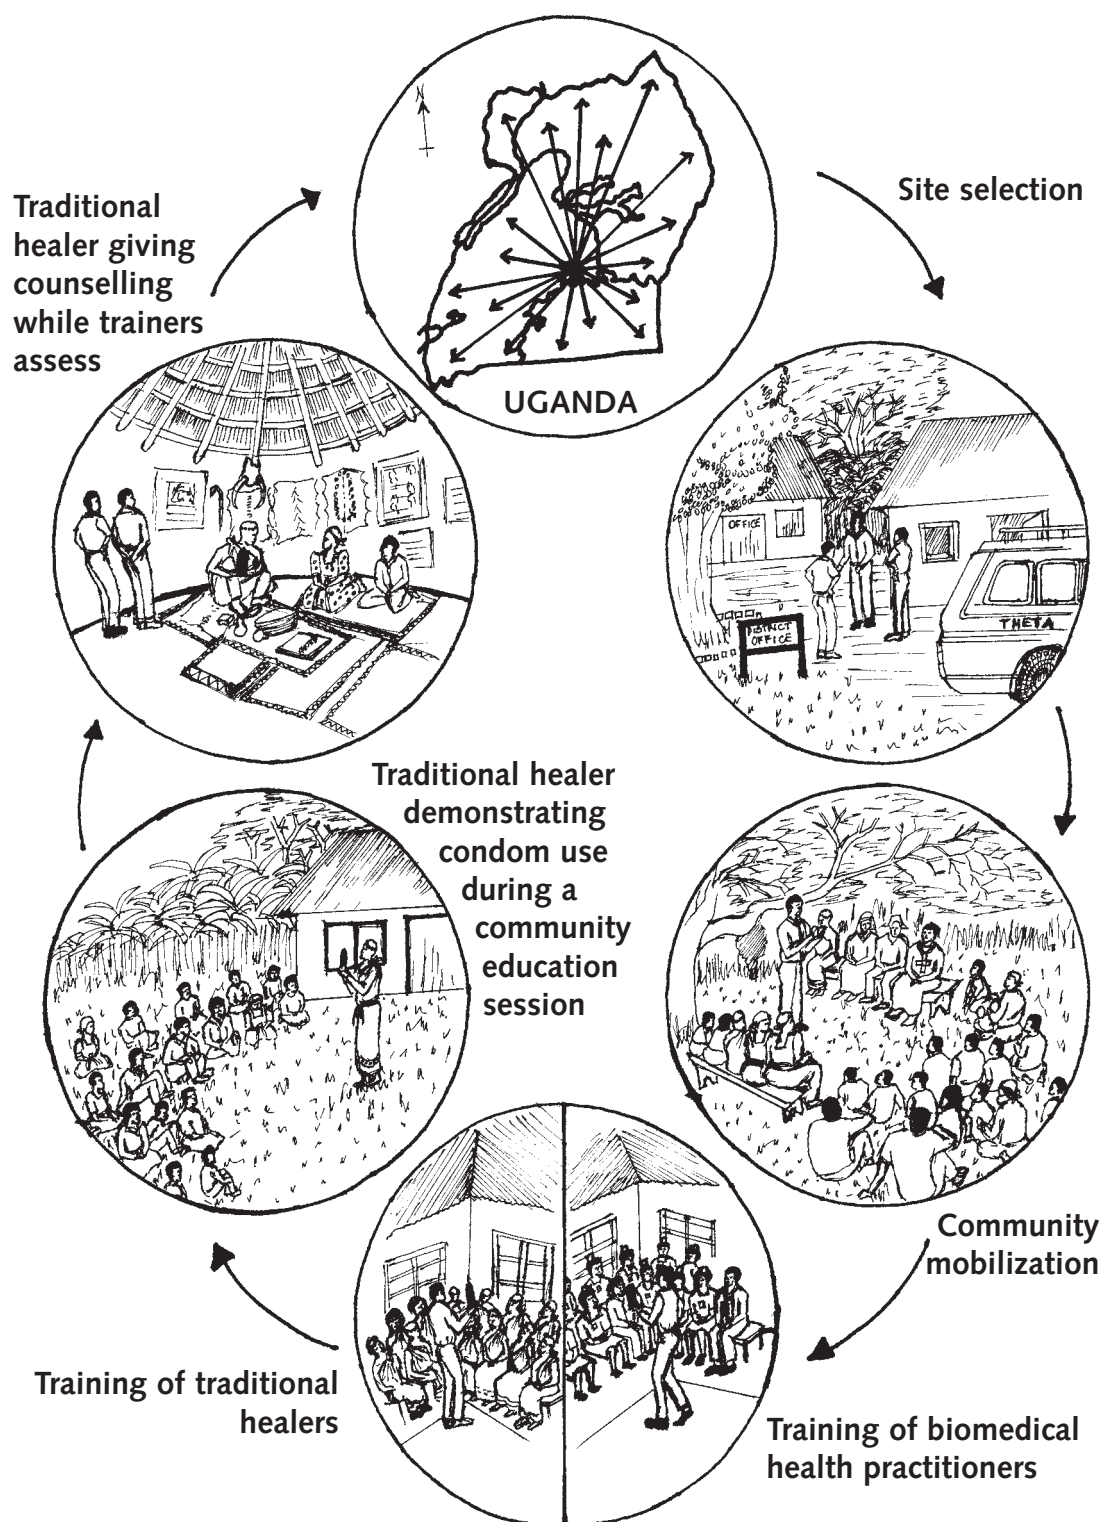 N
UGANDA
Site selection
OFFICE
DISTRICT
OFFICE
THETA
Community
mobilization
Training of biomedical
health practitioners
Training of traditional
healers
Traditional healer
demonstrating
condom use
during a
community
education
session
Traditional
healer giving
counselling
while trainers
assess